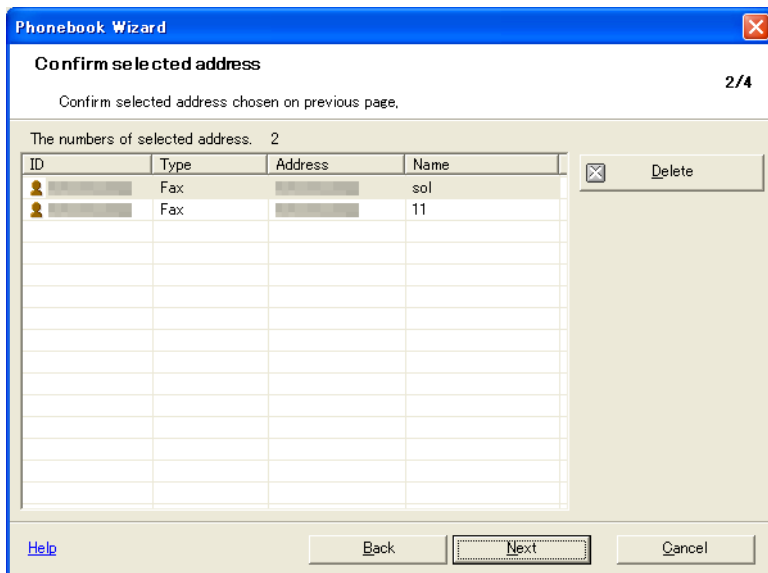 Phonebook Wizard
Confirm selected address
2/4
Confirm selected address chosen on previous page,
The numbers of selected address. 2
ID Type Address Name
Fax sol
Fax 11
Delete
Help Back Next Cancel